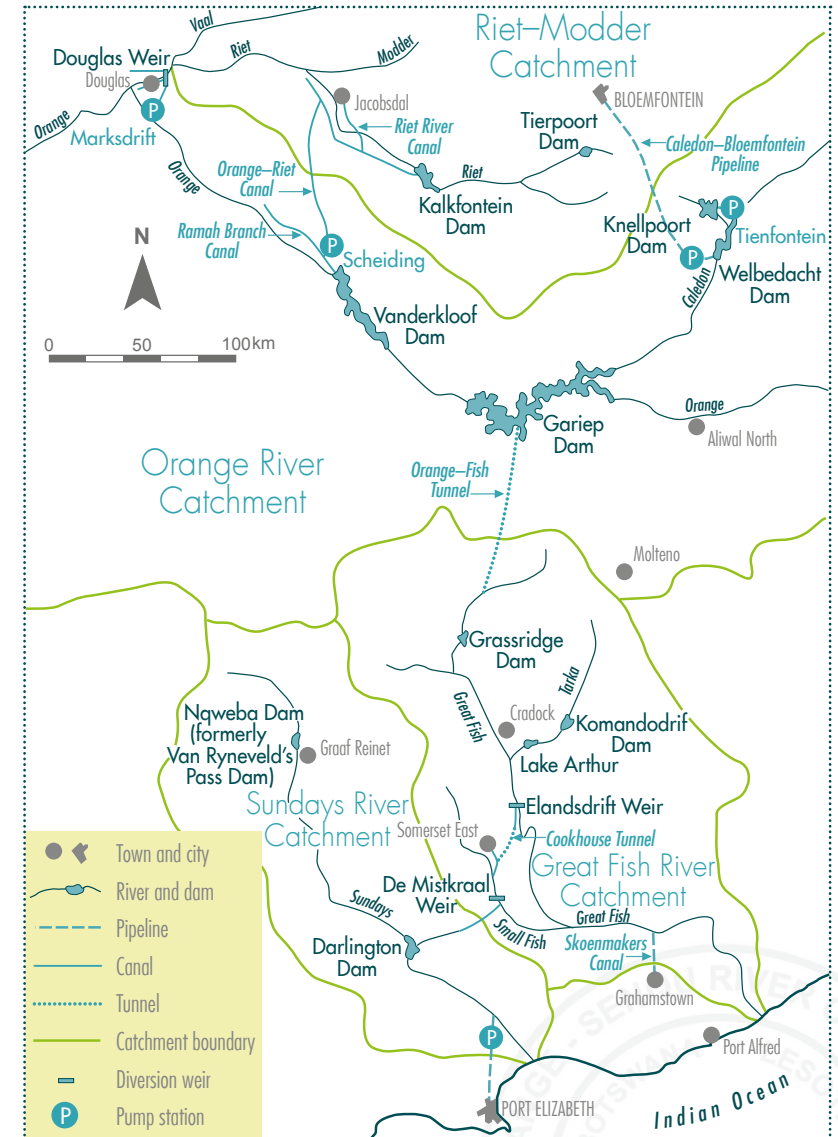 Vaal
Riet–Modder
Catchment
Riet
Modder
Douglas Weir
Douglas
P
Marksdrift
Orange
Orange
Jacobsdal
Riet River
Canal
BLOEMFONTEIN
Tierpoort
Dam
Caledon–Bloemfontein
Pipeline
Orange–Riet
Canal
Riet
Kalkfontein
Dam
Ramah Branch
Canal
P
Scheiding
Knellpoort
Dam
P
Tienfontein
P
Welbedacht
Dam
Caledon
N
0 50 100 km
Vanderkloof
Dam
Gariep
Dam
Orange
Aliwal North
Orange River
Catchment
Orange–Fish
Tunnel
Molteno
Grassridge
Dam
Great Fish
Tarka
Cradock
Komandodrif
Dam
Lake Arthur
Nqweba Dam
(formerly
Van Ryneveld's
Pass Dam)
Graaf Reinet
Elandsdrift Weir
Sundays River
Catchment
Somerset East
Cookhouse Tunnel
Great Fish River
Catchment
De Mistkraal
Weir
Sundays
Small Fish
Great Fish
Skoenmakers
Canal
Darlington
Dam
Grahamstown
Port Alfred
P
PORT ELIZABETH
Indian Ocean
Town and city
River and dam
Pipeline
Canal
Tunnel
Catchment boundary
Diversion weir
P Pump station